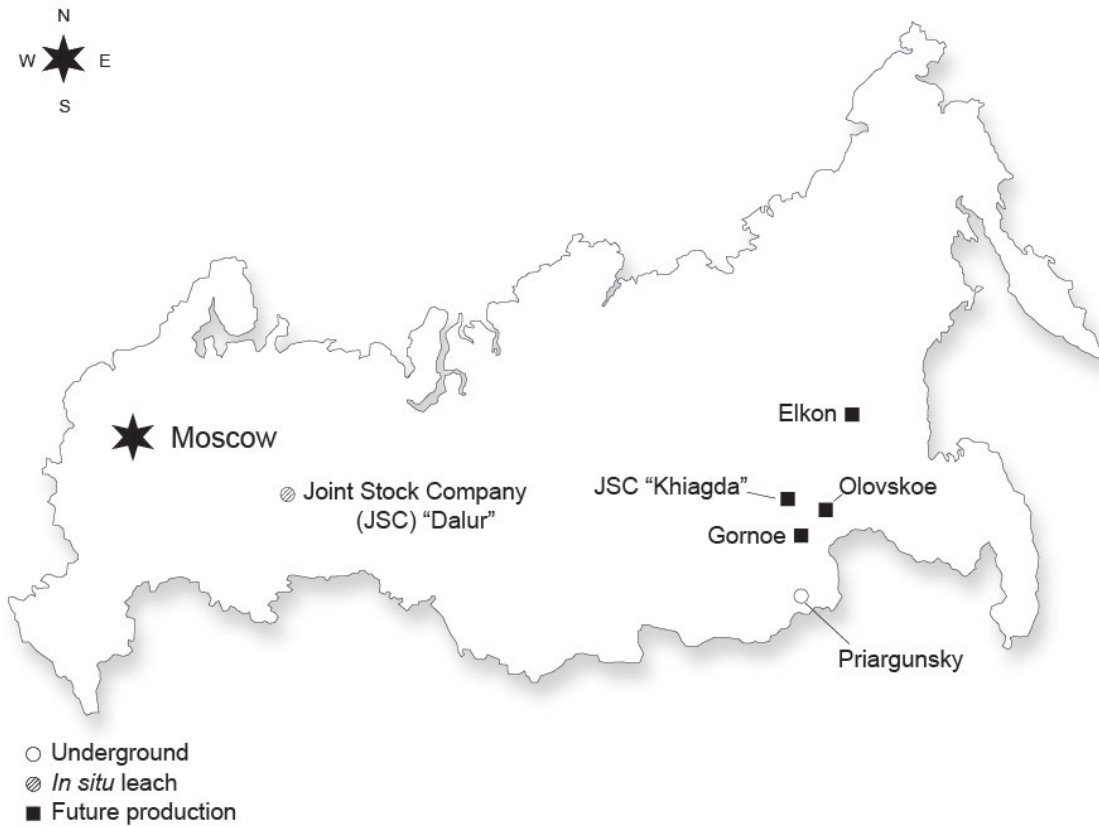 N
W E
S
Elkon
Moscow
JSC “Khiagda”
Olovskoe
Joint Stock Company
(JSC) “Dalur”
Gornoe
Priargunsky
Underground
In situ leach
Future production